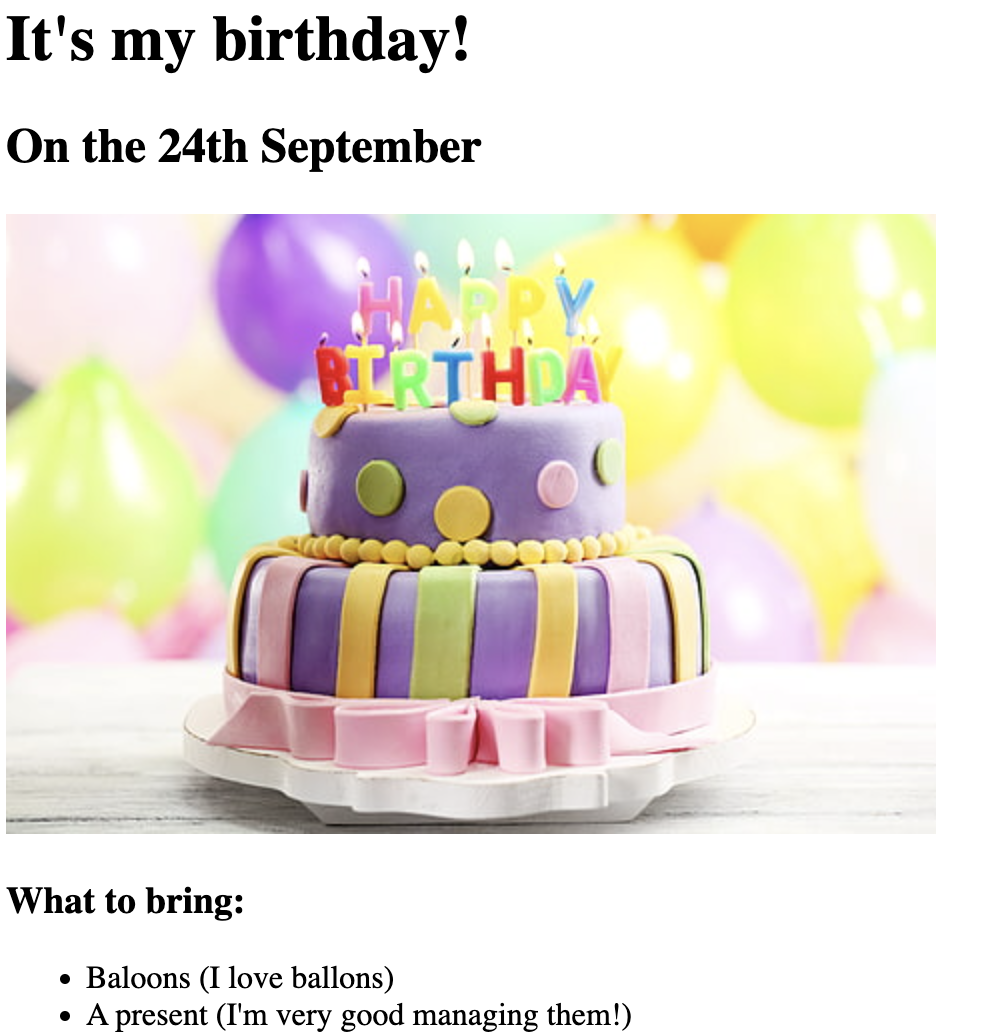 It's my birthday!
On the 24th September
HAPPY
BIRTHDAY
What to bring:
Baloons (I love ballons)
A present (I'm very good managing them!)